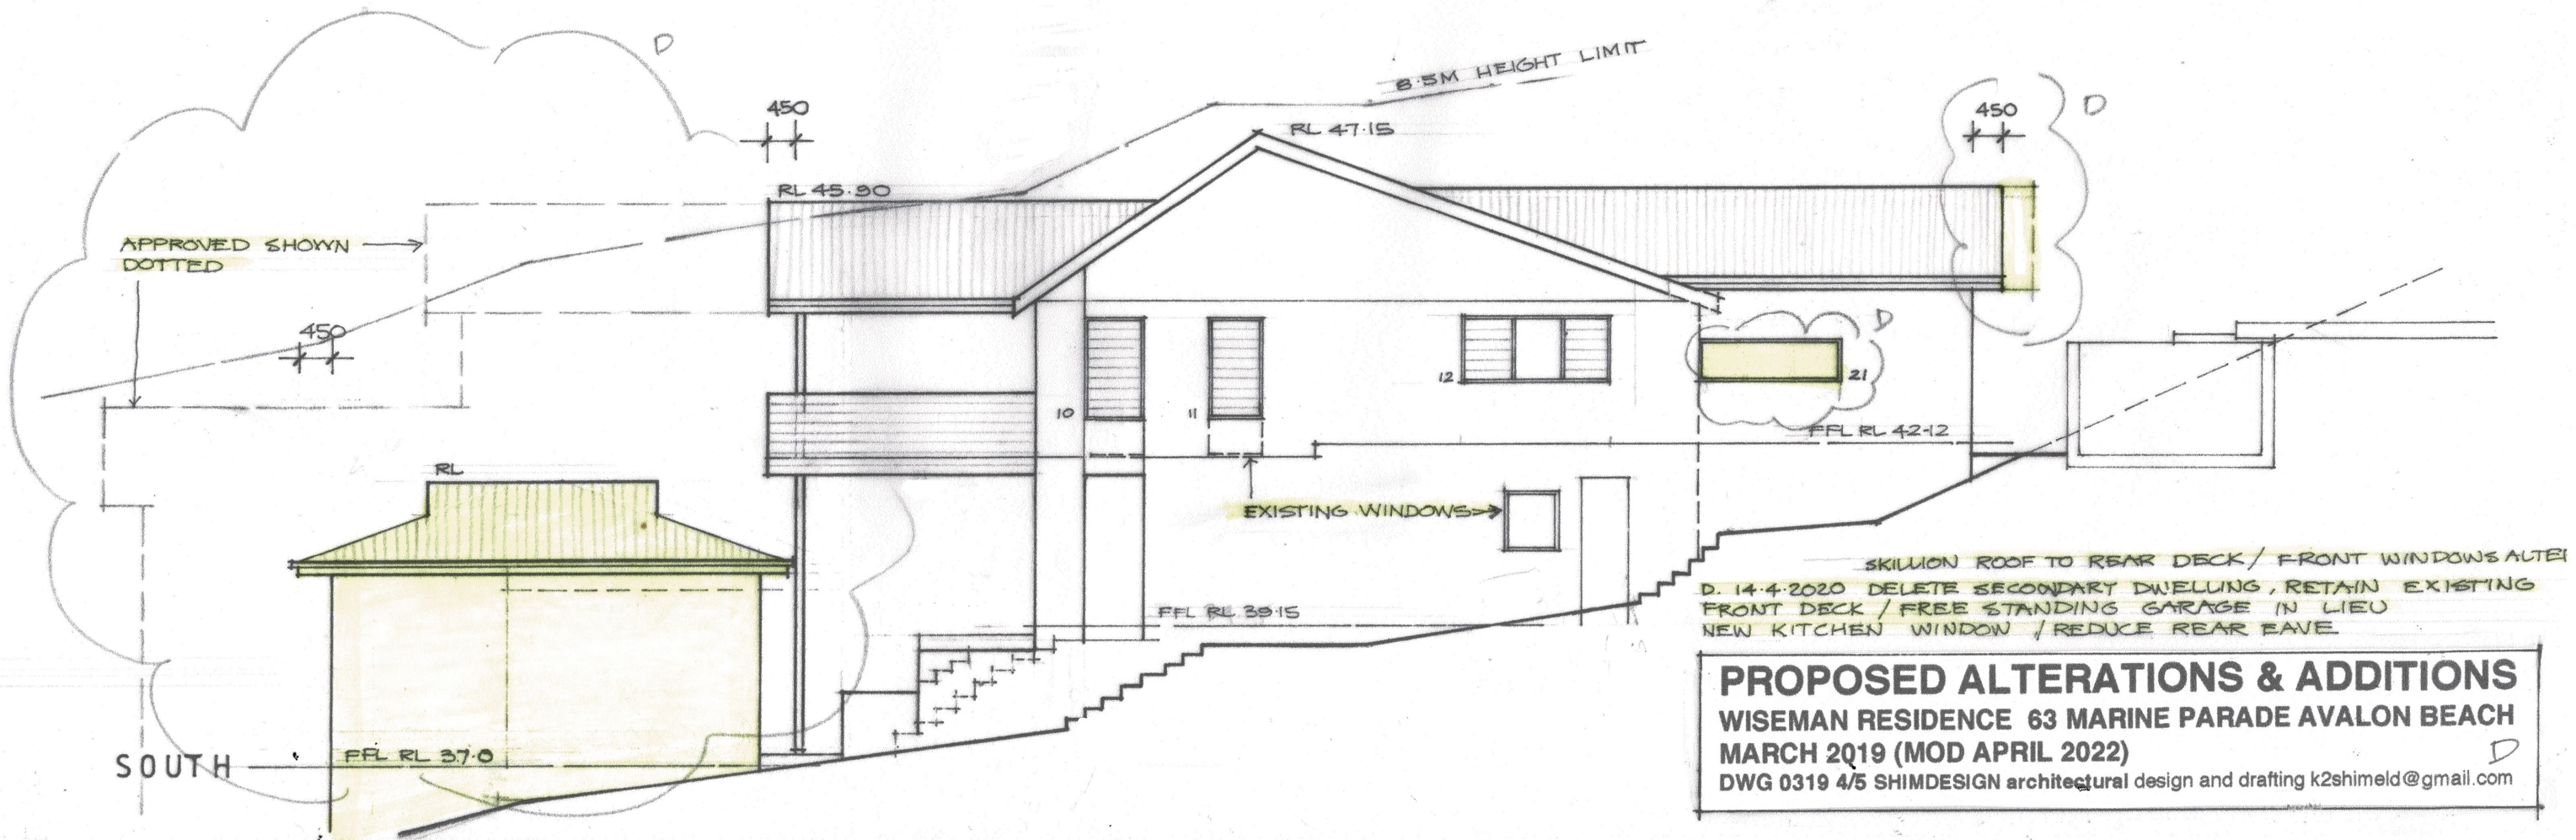 D
8.5M HEIGHT LIMIT
450
450
D
RL 47.15
RL 45.90
APPROVED SHOWN
DOTTED
450
D
12
21
10
11
FFL RL 42.12
RL
EXISTING WINDOWS
SKILLION ROOF TO REAR DECK / FRONT WINDOWS ALTE
D. 14.4.2020 DELETE SECONDARY DWELLING, RETAIN EXISTING
FRONT DECK / FREE STANDING GARAGE IN LIEU
NEW KITCHEN WINDOW / REDUCE REAR EAVE
FFL RL 39.15
PROPOSED ALTERATIONS & ADDITIONS
WISEMAN RESIDENCE 63 MARINE PARADE AVALON BEACH
MARCH 2019 (MOD APRIL 2022)
D
DWG 0319 4/5 SHIMDESIGN architectural design and drafting k2shimeld@gmail.com
SOUTH
FFL RL 37.0